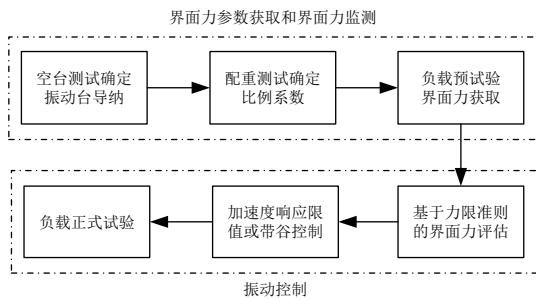 界面力参数获取和界面力监测
空台测试确定
振动台导纳
配重测试确定
比例系数
负载预试验
界面力获取
负载正式试验
加速度响应限
值或带谷控制
基于力限准则
的界面力评估
振动控制